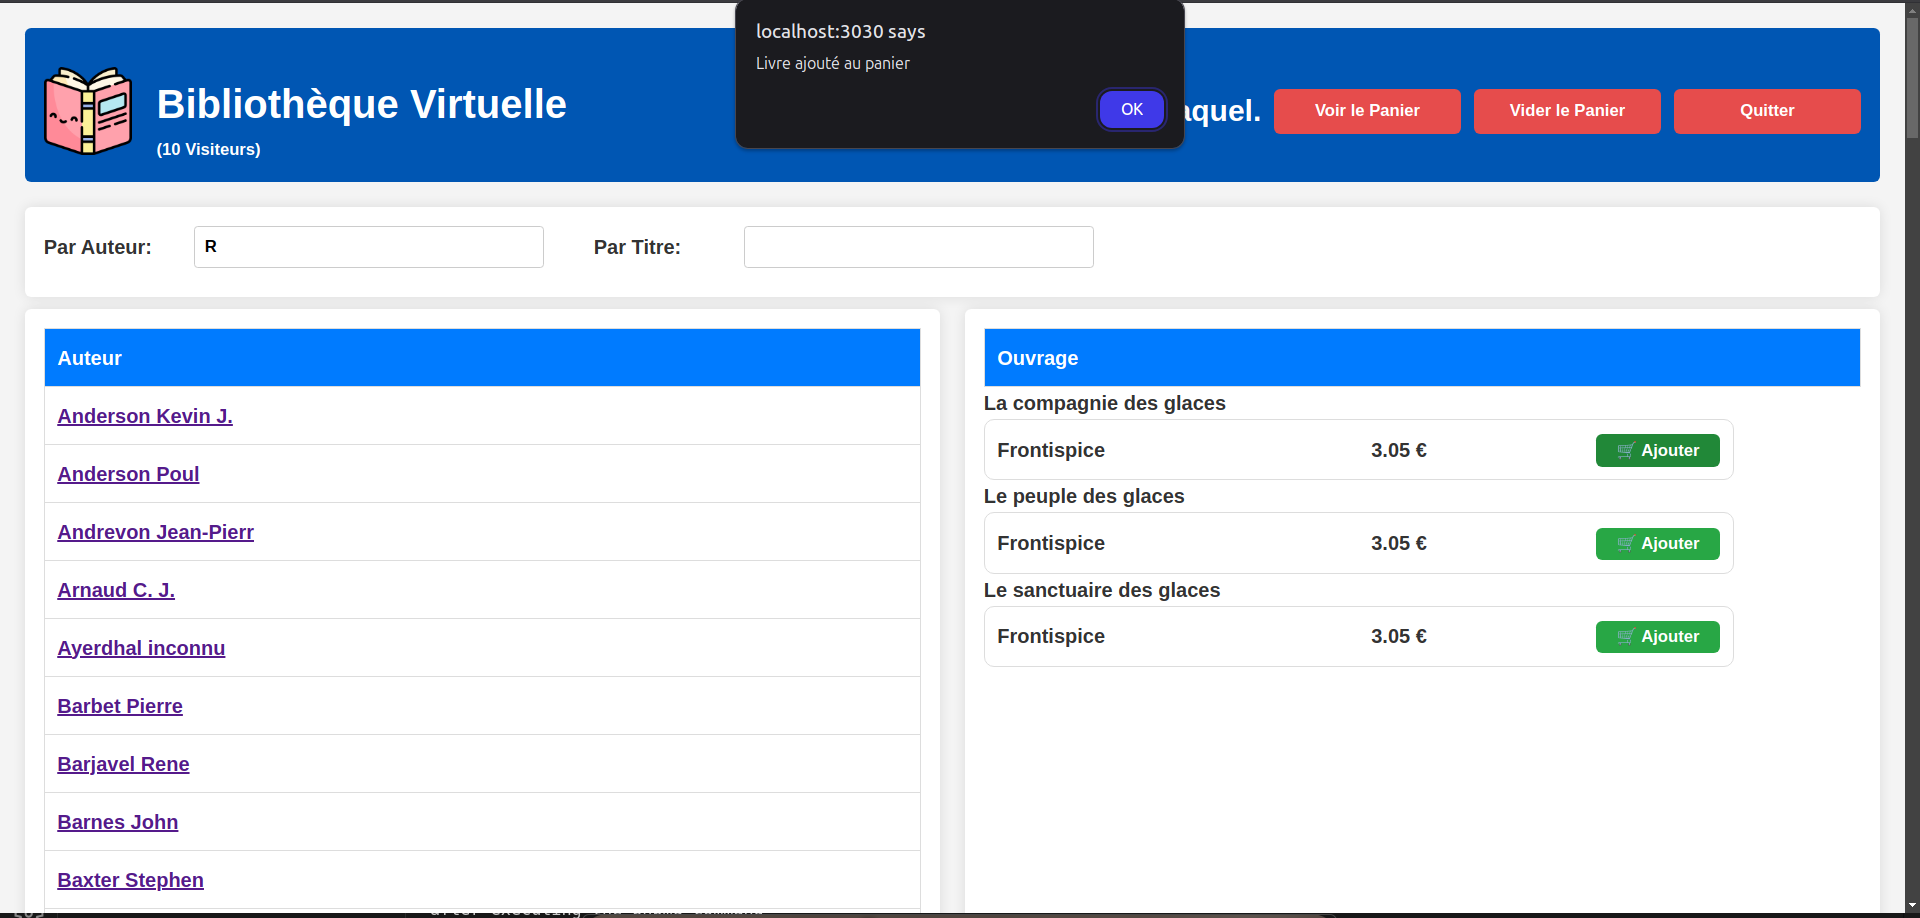 localhost:3030 says
Livre ajouté au panier
OK
Bibliothèque Virtuelle
(10 Visiteurs)
Voir le Panier
Vider le Panier
Quitter
Par Auteur:
R
Par Titre:
Auteur
Anderson Kevin J.
Anderson Poul
Andrevon Jean-Pierr
Arnaud C. J.
Ayerdhal inconnu
Barbet Pierre
Barjavel Rene
Barnes John
Baxter Stephen
Ouvrage
La compagnie des glaces
Frontispice 3.05 € 🛒 Ajouter
Le peuple des glaces
Frontispice 3.05 € 🛒 Ajouter
Le sanctuaire des glaces
Frontispice 3.05 € 🛒 Ajouter